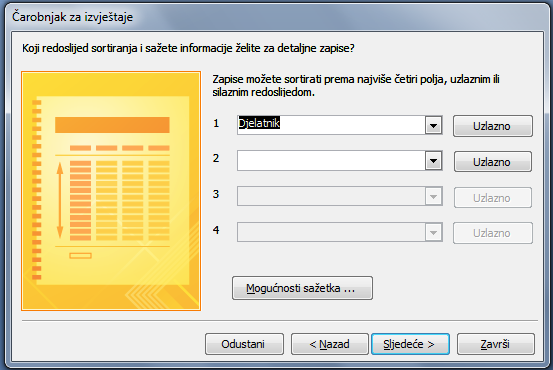 Čarobnjak za izvještaje
Koji redoslijed sortiranja i sažete informacije želite za detaljne zapise?
Zapise možete sortirati prema najviše četiri polja, uzlaznim ili
silaznim redoslijedom.
1 Djelatnik Uzlazno
2 Uzlazno
3 Uzlazno
4 Uzlazno
Mogućnosti sažetka ...
Odustani < Nazad Sljedeće > Završi